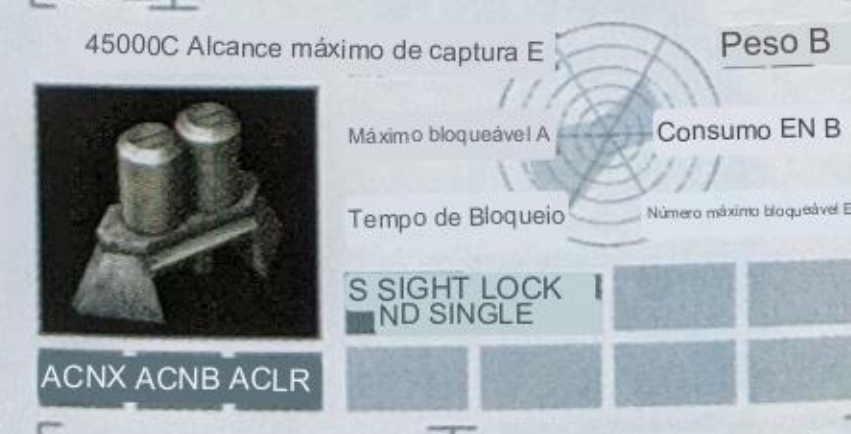 45000C Alcance máximo de captura E
Peso B
Máximo bloqueável A
Consumo EN B
Tempo de Bloqueio
Número máximo bloqueável E
S SIGHT LOCK
ND SINGLE
ACNX ACNB ACLR